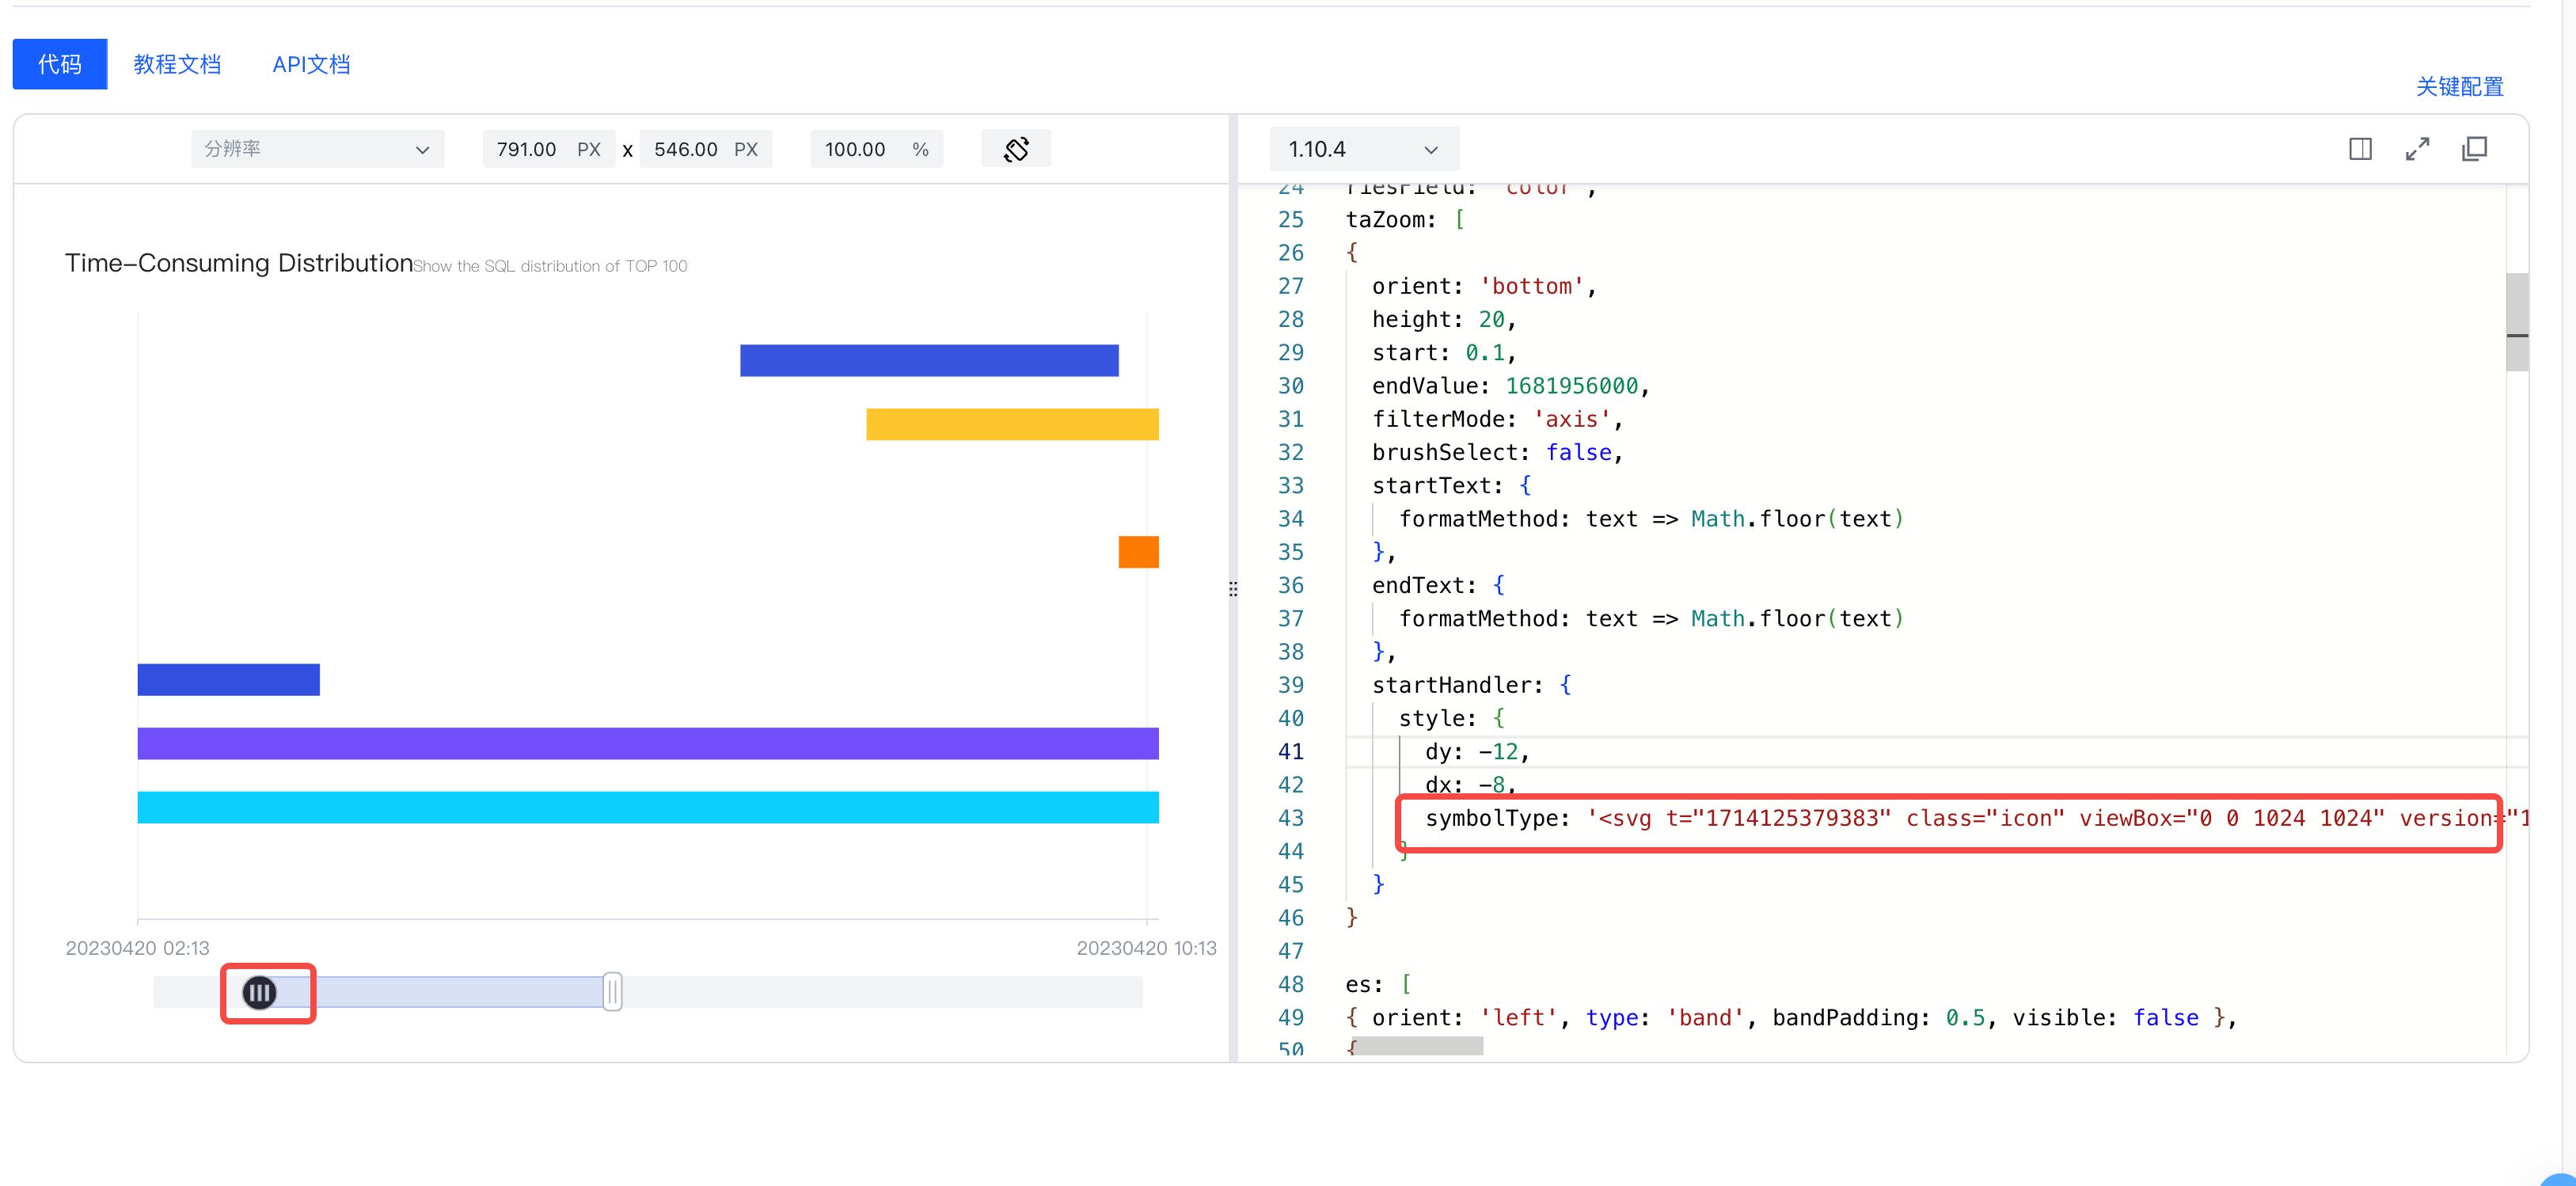 代码 教程文档 API文档
关键配置
分辨率 791.00 PX x 546.00 PX 100.00 %
1.10.4
Time-Consuming Distribution Show the SQL distribution of TOP 100
20230420 02:13 20230420 10:13
24 riesField: 'color',
25 taZoom: [
26 {
27 orient: 'bottom',
28 height: 20,
29 start: 0.1,
30 endValue: 1681956000,
31 filterMode: 'axis',
32 brushSelect: false,
33 startText: {
34 formatMethod: text => Math.floor(text)
35 },
36 endText: {
37 formatMethod: text => Math.floor(text)
38 },
39 startHandler: {
40 style: {
41 dy: -12,
42 dx: -8,
43 symbolType: '<svg t="1714125379383" class="icon" viewBox="0 0 1024 1024" version="1
44 }
45 }
46 }
47
48 es: [
49 { orient: 'left', type: 'band', bandPadding: 0.5, visible: false },
50 {